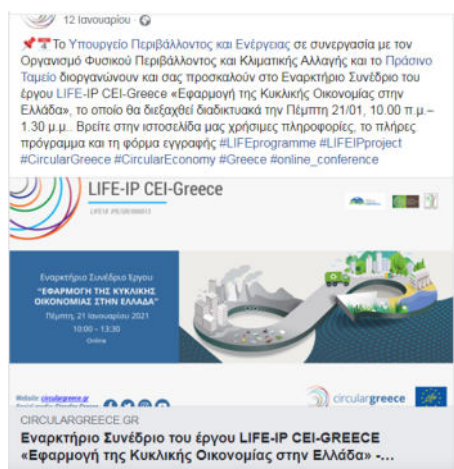 12 Ιανουαρίου ·
Το Υπουργείο Περιβάλλοντος και Ενέργειας σε συνεργασία με τον
Οργανισμό Φυσικού Περιβάλλοντος και Κλιματικής Αλλαγής και το Πράσινο
Ταμείο διοργανώνουν και σας προσκαλούν στο Εναρκτήριο Συνέδριο του
έργου LIFE-IP CEI-Greece «Εφαρμογή της Κυκλικής Οικονομίας στην
Ελλάδα», το οποίο θα διεξαχθεί διαδικτυακά την Πέμπτη 21/01, 10.00 π.μ.–
1.30 μ.μ.. Βρείτε στην ιστοσελίδα μας χρήσιμες πληροφορίες, το πλήρες
πρόγραμμα και τη φόρμα εγγραφής #LIFEprogramme #LIFEIPproject
#CircularGreece #CircularEconomy #Greece #online_conference
LIFE-IP CEI-Greece
Εναρκτήριο Συνέδριο Έργου
"ΕΦΑΡΜΟΓΗ ΤΗΣ ΚΥΚΛΙΚΗΣ
ΟΙΚΟΝΟΜΙΑΣ ΣΤΗΝ ΕΛΛΑΔΑ"
Πέμπτη, 21 Ιανουαρίου 2021
10:00 – 13:30
Online
Website: circulargreece.gr
circulargreece
CIRCULARGREECE.GR
Εναρκτήριο Συνέδριο του έργου LIFE-IP CEI-GREECE
«Εφαρμογή της Κυκλικής Οικονομίας στην Ελλάδα» -...